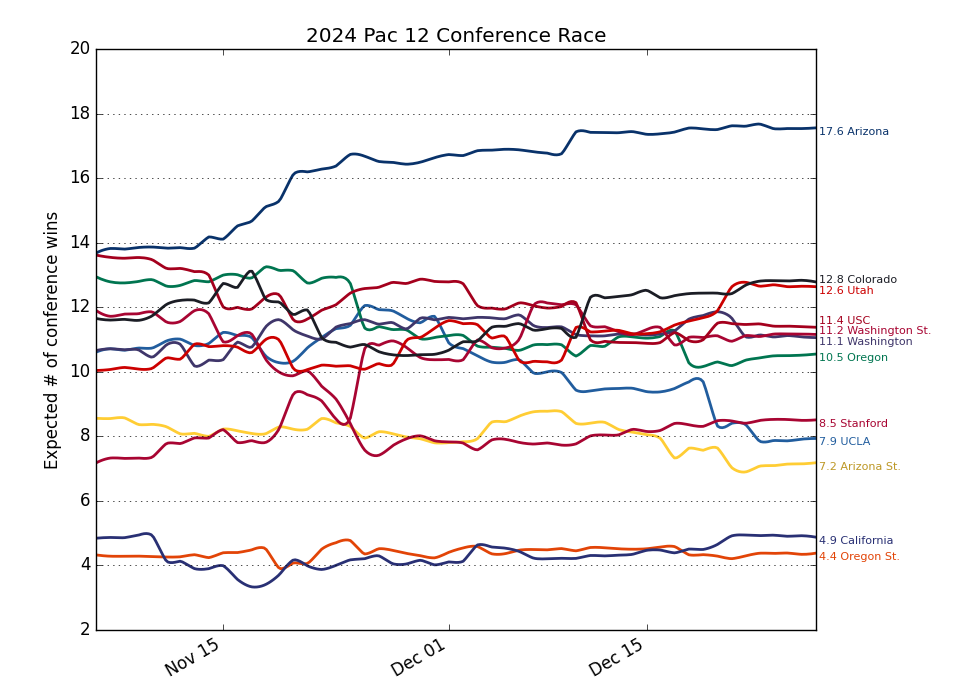 2024 Pac 12 Conference Race
Expected # of conference wins
20
18
16
14
12
10
8
6
4
2
Nov 15
Dec 01
Dec 15
17.6 Arizona
12.8 Colorado
12.6 Utah
11.4 USC
11.2 Washington St.
11.1 Washington
10.5 Oregon
8.5 Stanford
7.9 UCLA
7.2 Arizona St.
4.9 California
4.4 Oregon St.